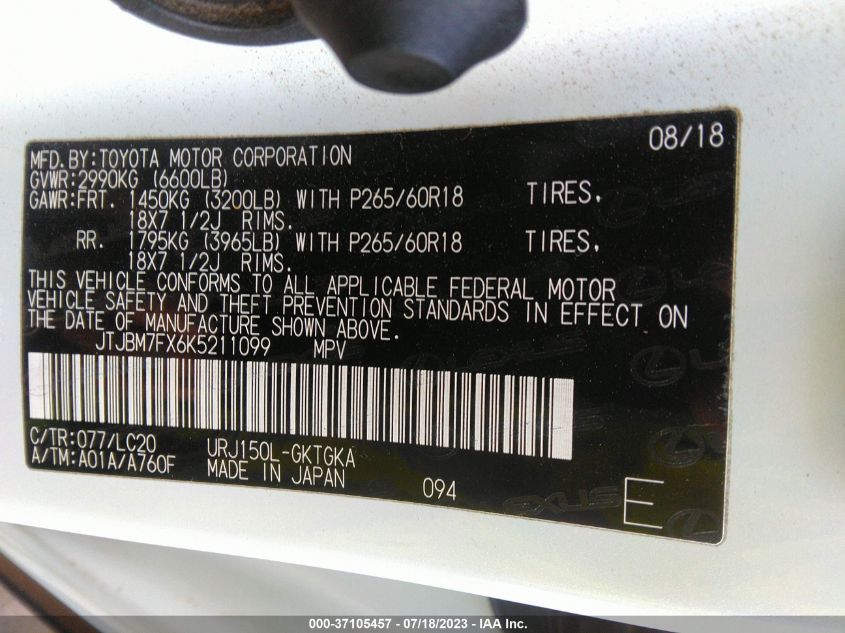 08/18
MFD.BY:TOYOTA MOTOR CORPORATION
GVWR:2990KG (6600LB)
GAWR:FRT. 1450KG (3200LB) WITH P265/60R18 TIRES,
18X7 1/2J RIMS.
RR. 1795KG (3965LB) WITH P265/60R18 TIRES,
18X7 1/2J RIMS.
THIS VEHICLE CONFORMS TO ALL APPLICABLE FEDERAL MOTOR
VEHICLE SAFETY AND THEFT PREVENTION STANDARDS IN EFFECT ON
THE DATE OF MANUFACTURE SHOWN ABOVE.
JTJBM7FX6K5211099 MPV
C/TR:077/LC20 URJ150L-GKTGKA
A/TM:A01A/A760F MADE IN JAPAN 094
E
LEXUS
LEXUS
000-37105457 - 07/18/2023 - IAA Inc.